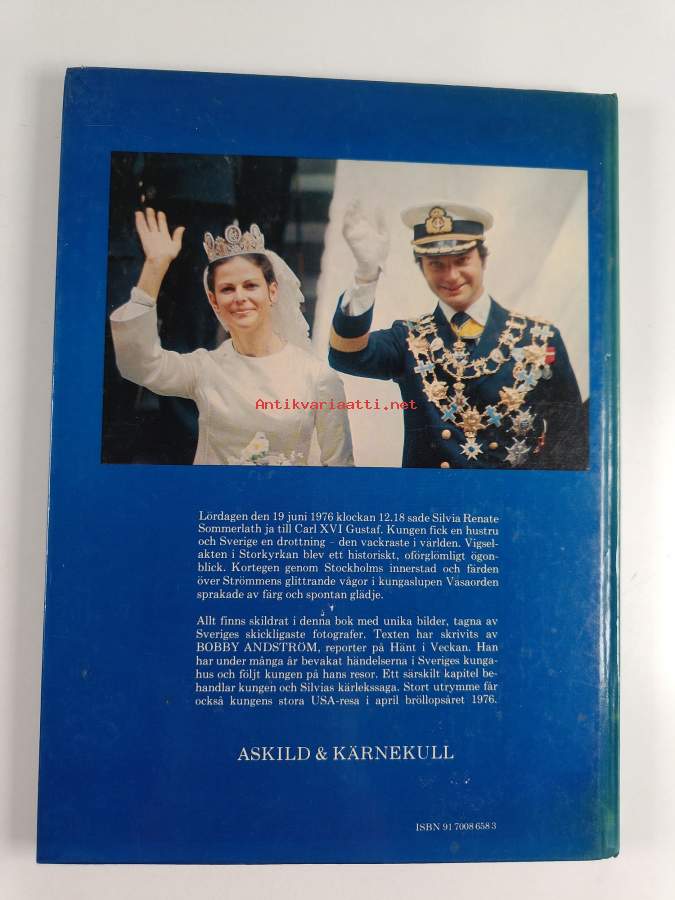 Antikvariaatti.net
Lördagen den 19 juni 1976 klockan 12.18 sade Silvia Renate
Sommerlath ja till Carl XVI Gustaf. Kungen fick en hustru
och Sverige en drottning – den vackraste i världen. Vigsel-
akten i Storkyrkan blev ett historiskt, oförglömligt ögon-
blick. Kortegen genom Stockholms innerstad och färden
över Strömmens glittrande vågor i kungaslupen Vasaorden
sprakade av färg och spontan glädje.
Allt finns skildrat i denna bok med unika bilder, tagna av
Sveriges skickligaste fotografer. Texten har skrivits av
BOBBY ANDSTRÖM, reporter på Hänt i Veckan. Han
har under många år bevakat händelserna i Sveriges kunga-
hus och följt kungen på hans resor. Ett särskilt kapitel be-
handlar kungen och Silvias kärlekssaga. Stort utrymme får
också kungens stora USA-resa i april bröllopsåret 1976.
ASKILD & KÄRNEKULL
ISBN 91 7008 658 3